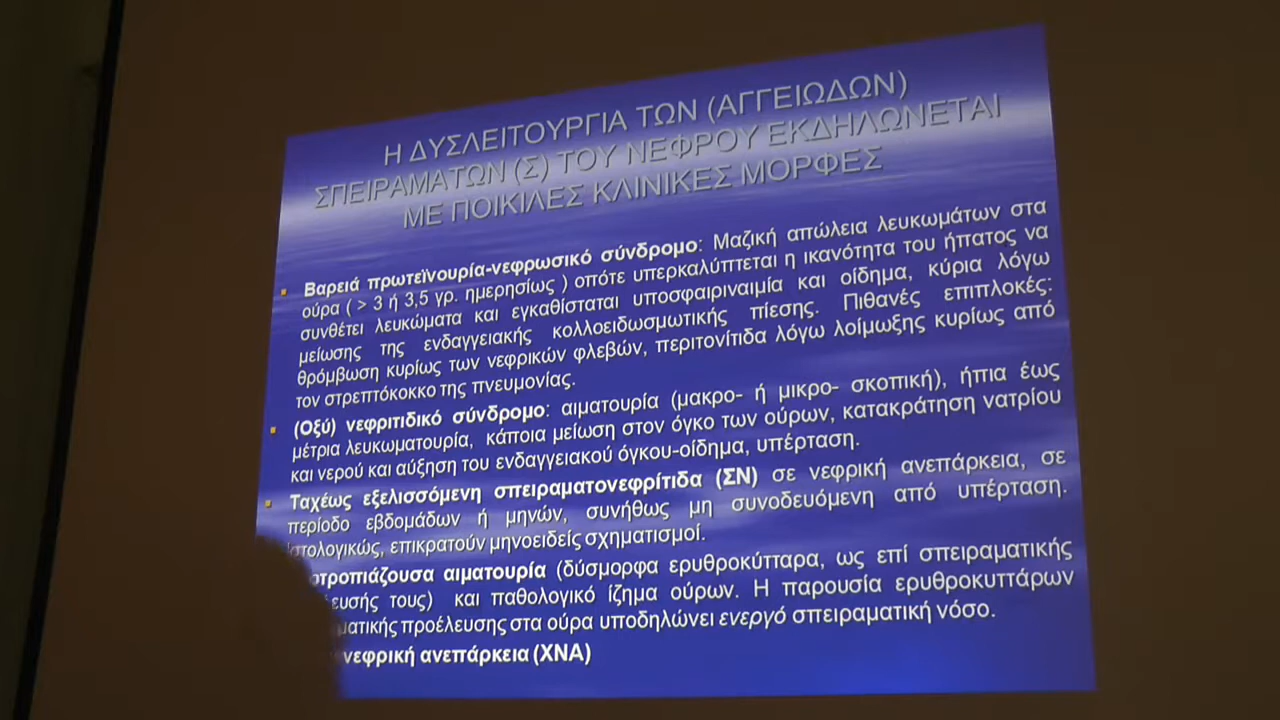 Η ΔΥΣΛΕΙΤΟΥΡΓΙΑ ΤΩΝ (ΑΓΓΕΙΩΔΩΝ)
ΣΠΕΙΡΑΜΑΤΩΝ (Σ) ΤΟΥ ΝΕΦΡΟΥ ΕΚΔΗΛΩΝΕΤΑΙ
ΜΕ ΠΟΙΚΙΛΕΣ ΚΛΙΝΙΚΕΣ ΜΟΡΦΕΣ
Βαρειά πρωτεϊνουρία-νεφρωσικό σύνδρομο: Μαζική απώλεια λευκωμάτων στα
ούρα ( > 3 ή 3,5 γρ. ημερησίως ) οπότε υπερκαλύπτεται η ικανότητα του ήπατος να
συνθέτει λευκώματα και εγκαθίσταται υποσφαιριναιμία και οίδημα, κύρια λόγω
μείωσης της ενδαγγειακής κολλοειδωσμωτικής πίεσης. Πιθανές επιπλοκές:
θρόμβωση κυρίως των νεφρικών φλεβών, περιτονίτιδα λόγω λοίμωξης κυρίως από
τον στρεπτόκοκκο της πνευμονίας.
(Οξύ) νεφριτιδικό σύνδρομο: αιματουρία (μακρο- ή μικρο- σκοπική), ήπια έως
μέτρια λευκωματουρία, κάποια μείωση στον όγκο των ούρων, κατακράτηση νατρίου
και νερού και αύξηση του ενδαγγειακού όγκου-οίδημα, υπέρταση.
Ταχέως εξελισσόμενη σπειραματονεφρίτιδα (ΣΝ) σε νεφρική ανεπάρκεια, σε
περίοδο εβδομάδων ή μηνών, συνήθως μη συνοδευόμενη από υπέρταση.
επικρατούν μηνοειδείς σχηματισμοί.
αιματουρία (δύσμορφα ερυθροκύτταρα, ως επί σπειραματικής
τους) και παθολογικό ίζημα ούρων. Η παρουσία ερυθροκυττάρων
προέλευσης στα ούρα υποδηλώνει ενεργό σπειραματική νόσο.
νεφρική ανεπάρκεια (ΧΝΑ)